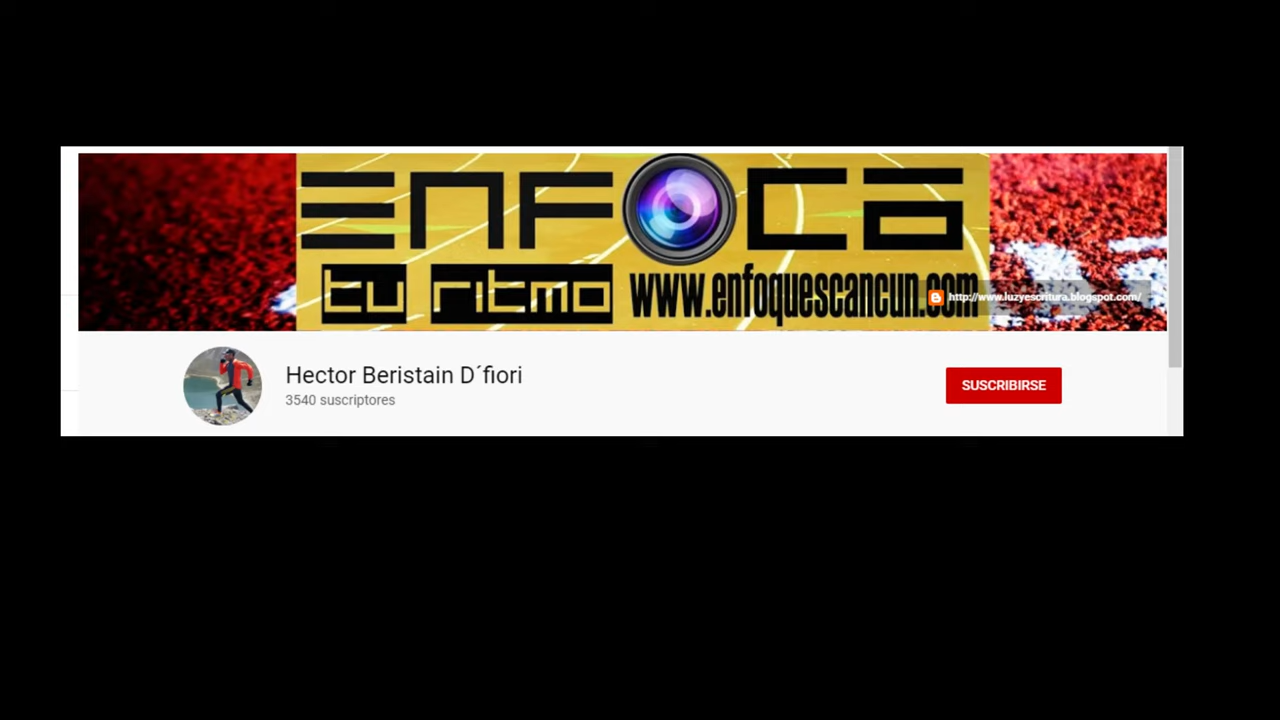 ENFOCA
tu ritmo www.enfoquescancun.com
http://www.luzyescritura.blogspot.com/
Hector Beristain D´fiori
3540 suscriptores
SUSCRIBIRSE